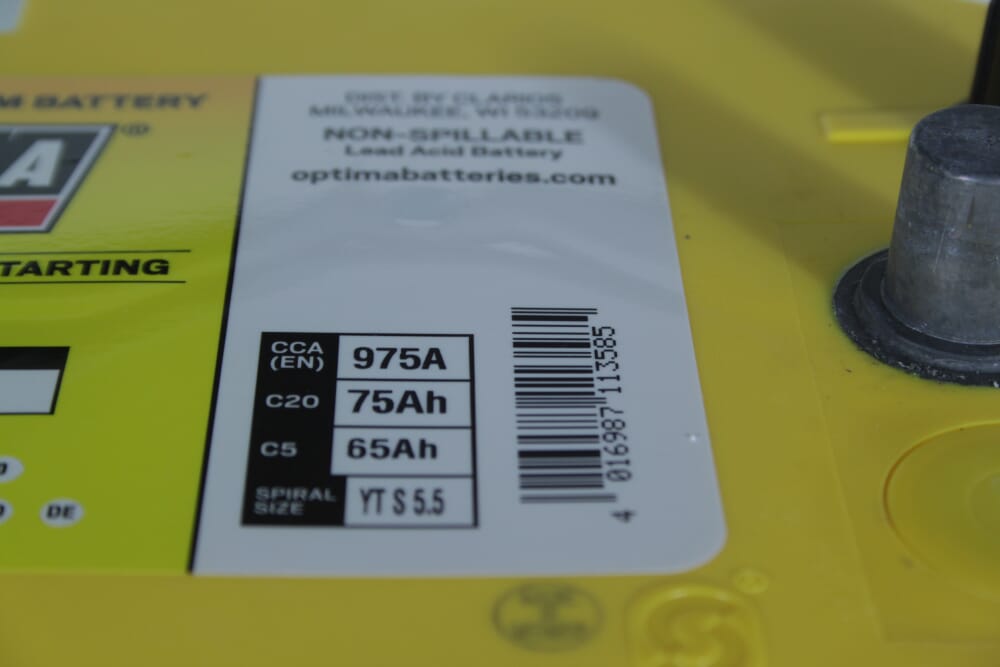 M BATTERY
A
®
TARTING
DE
DIST. BY CLARIOS
MILWAUKEE, WI 53209
NON-SPILLABLE
Lead Acid Battery
optimabatteries.com
CCA (EN) 975A
C20 75Ah
C5 65Ah
SPIRAL SIZE YT S 5.5
4 016987 113585